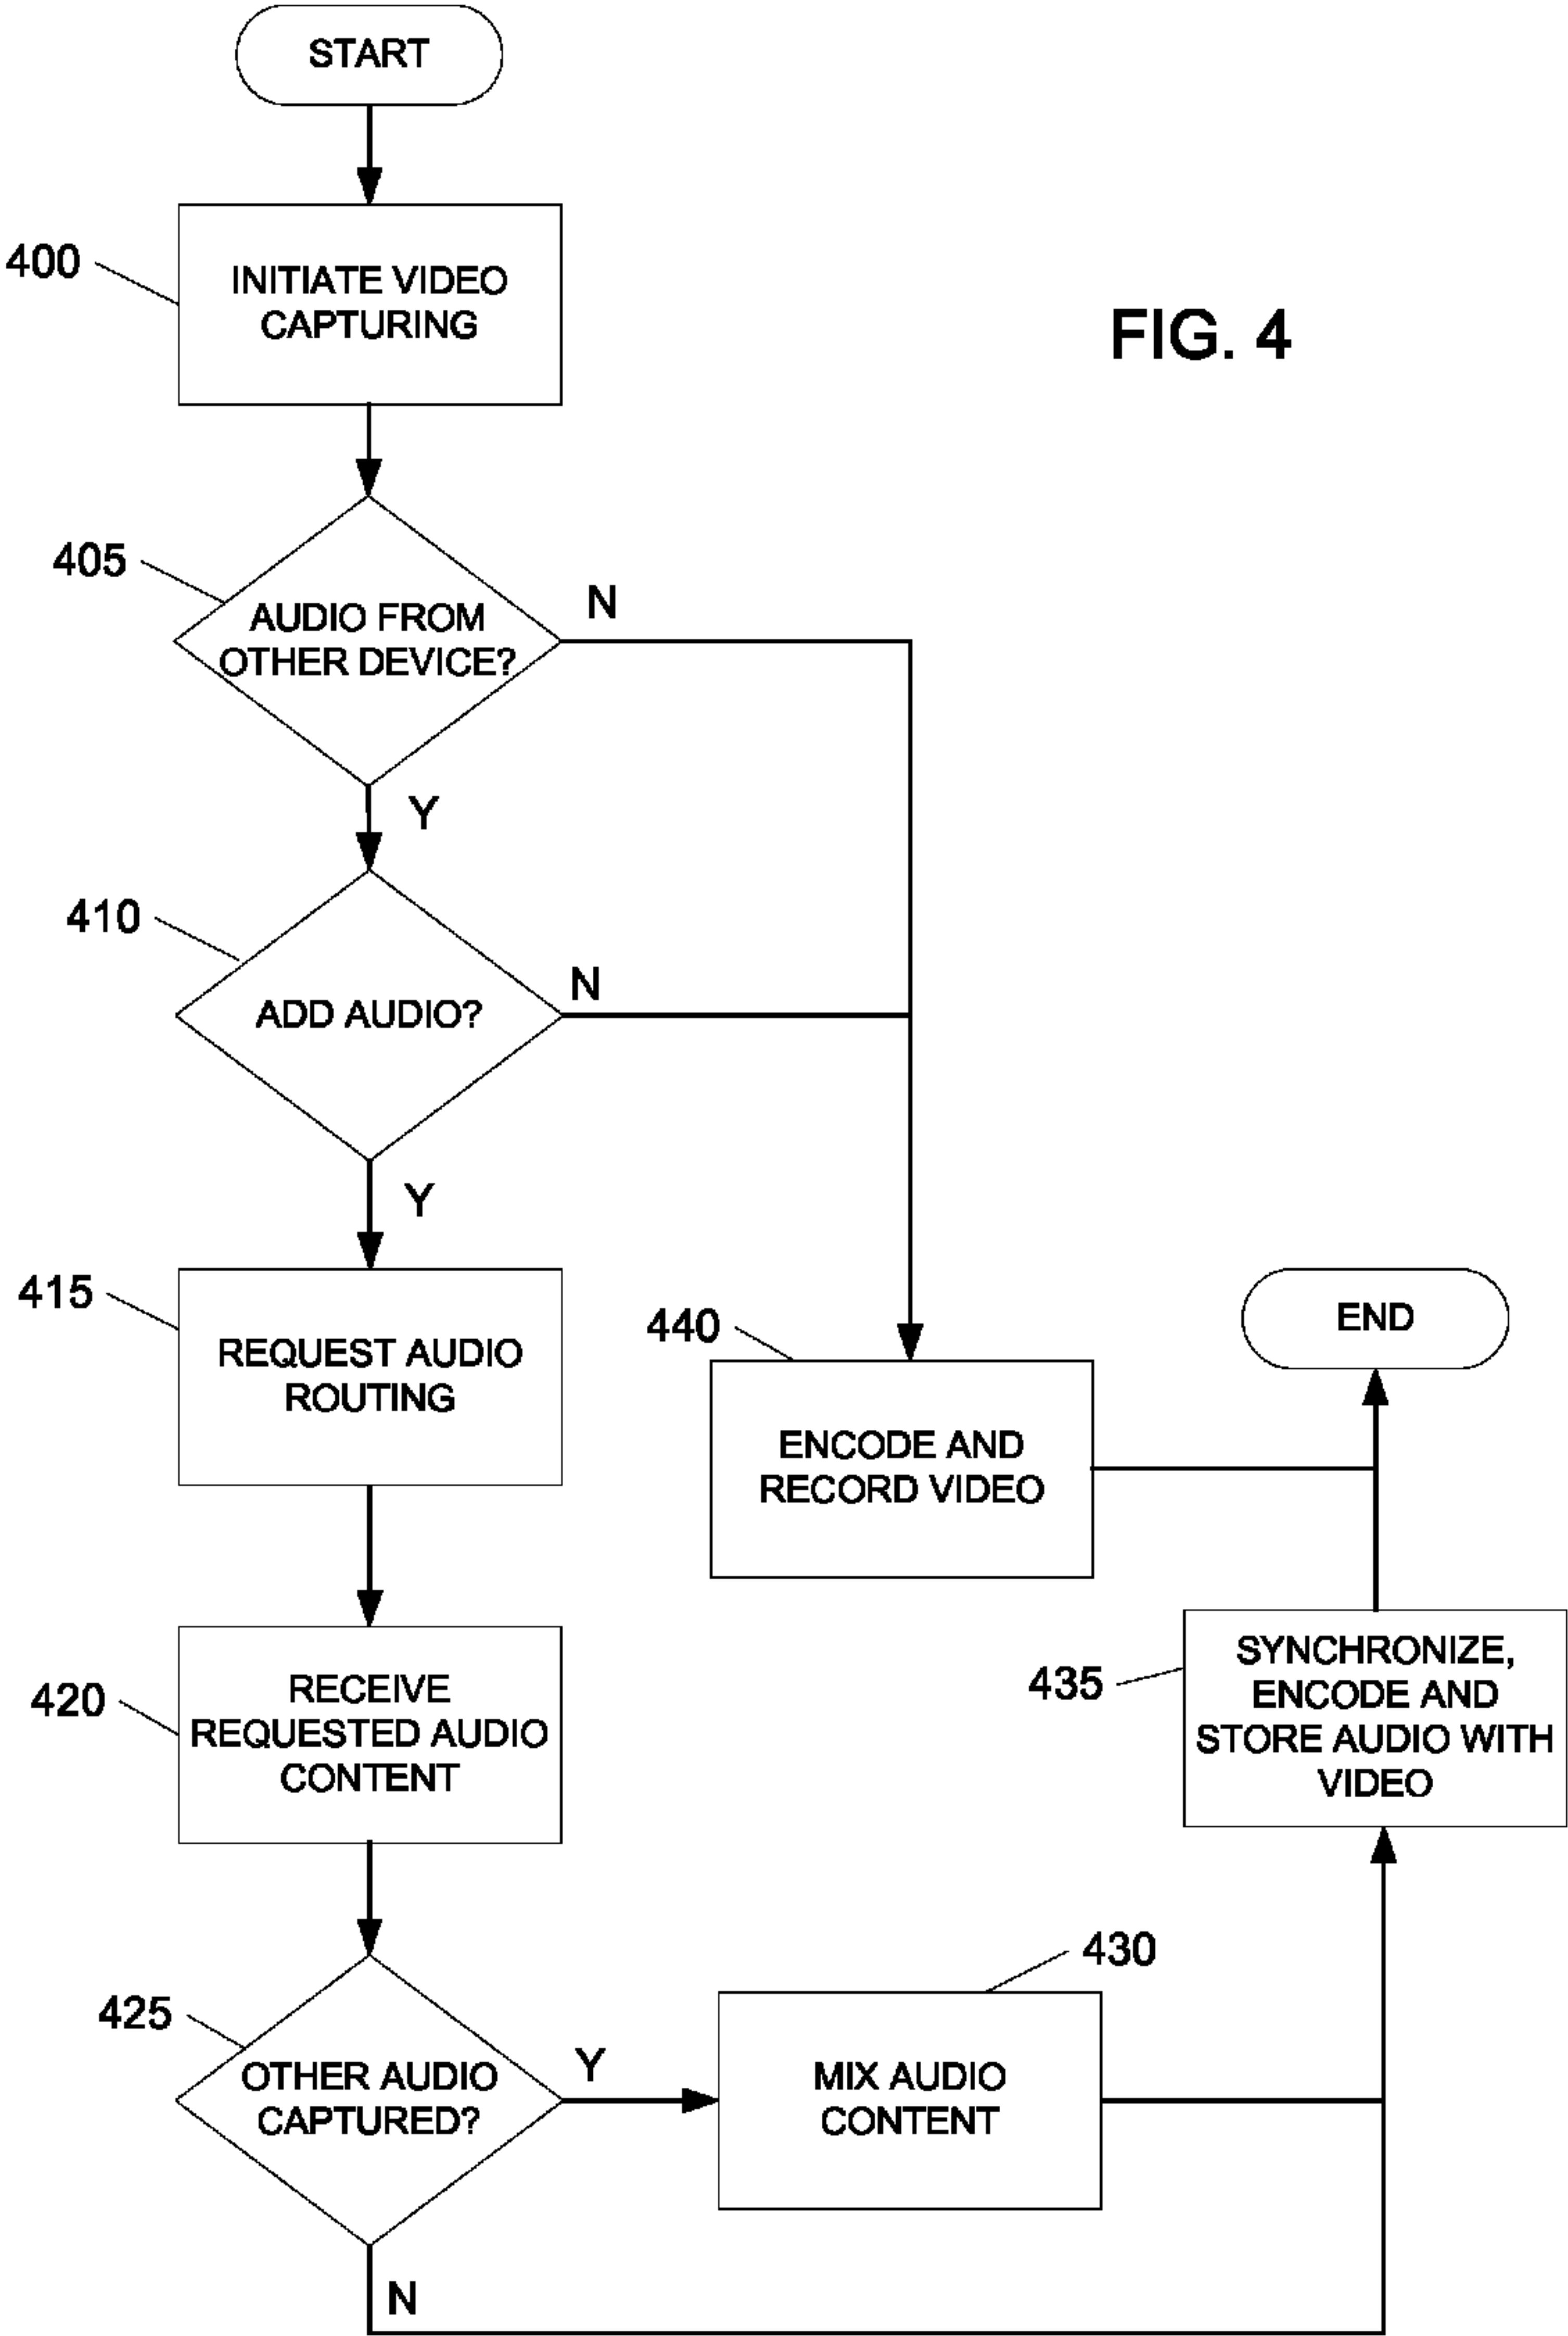 START
400
INITIATE VIDEO
CAPTURING
FIG. 4
405
AUDIO FROM
OTHER DEVICE?
N
Y
410
ADD AUDIO?
N
Y
415
REQUEST AUDIO
ROUTING
440
ENCODE AND
RECORD VIDEO
END
420
RECEIVE
REQUESTED AUDIO
CONTENT
435
SYNCHRONIZE,
ENCODE AND
STORE AUDIO WITH
VIDEO
425
OTHER AUDIO
CAPTURED?
Y
N
430
MIX AUDIO
CONTENT